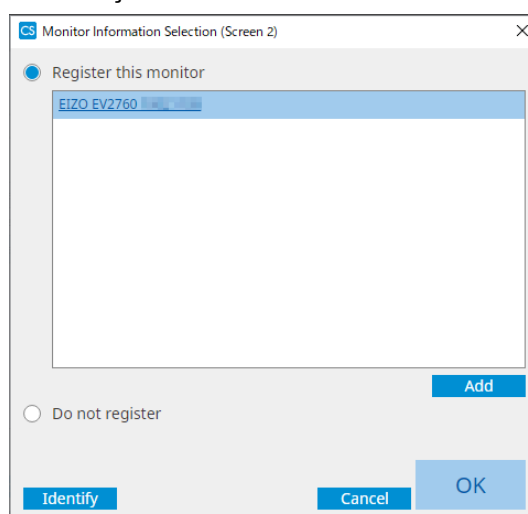 CS Monitor Information Selection (Screen 2)
Register this monitor
EIZO EV2760
Add
Do not register
Identify Cancel OK